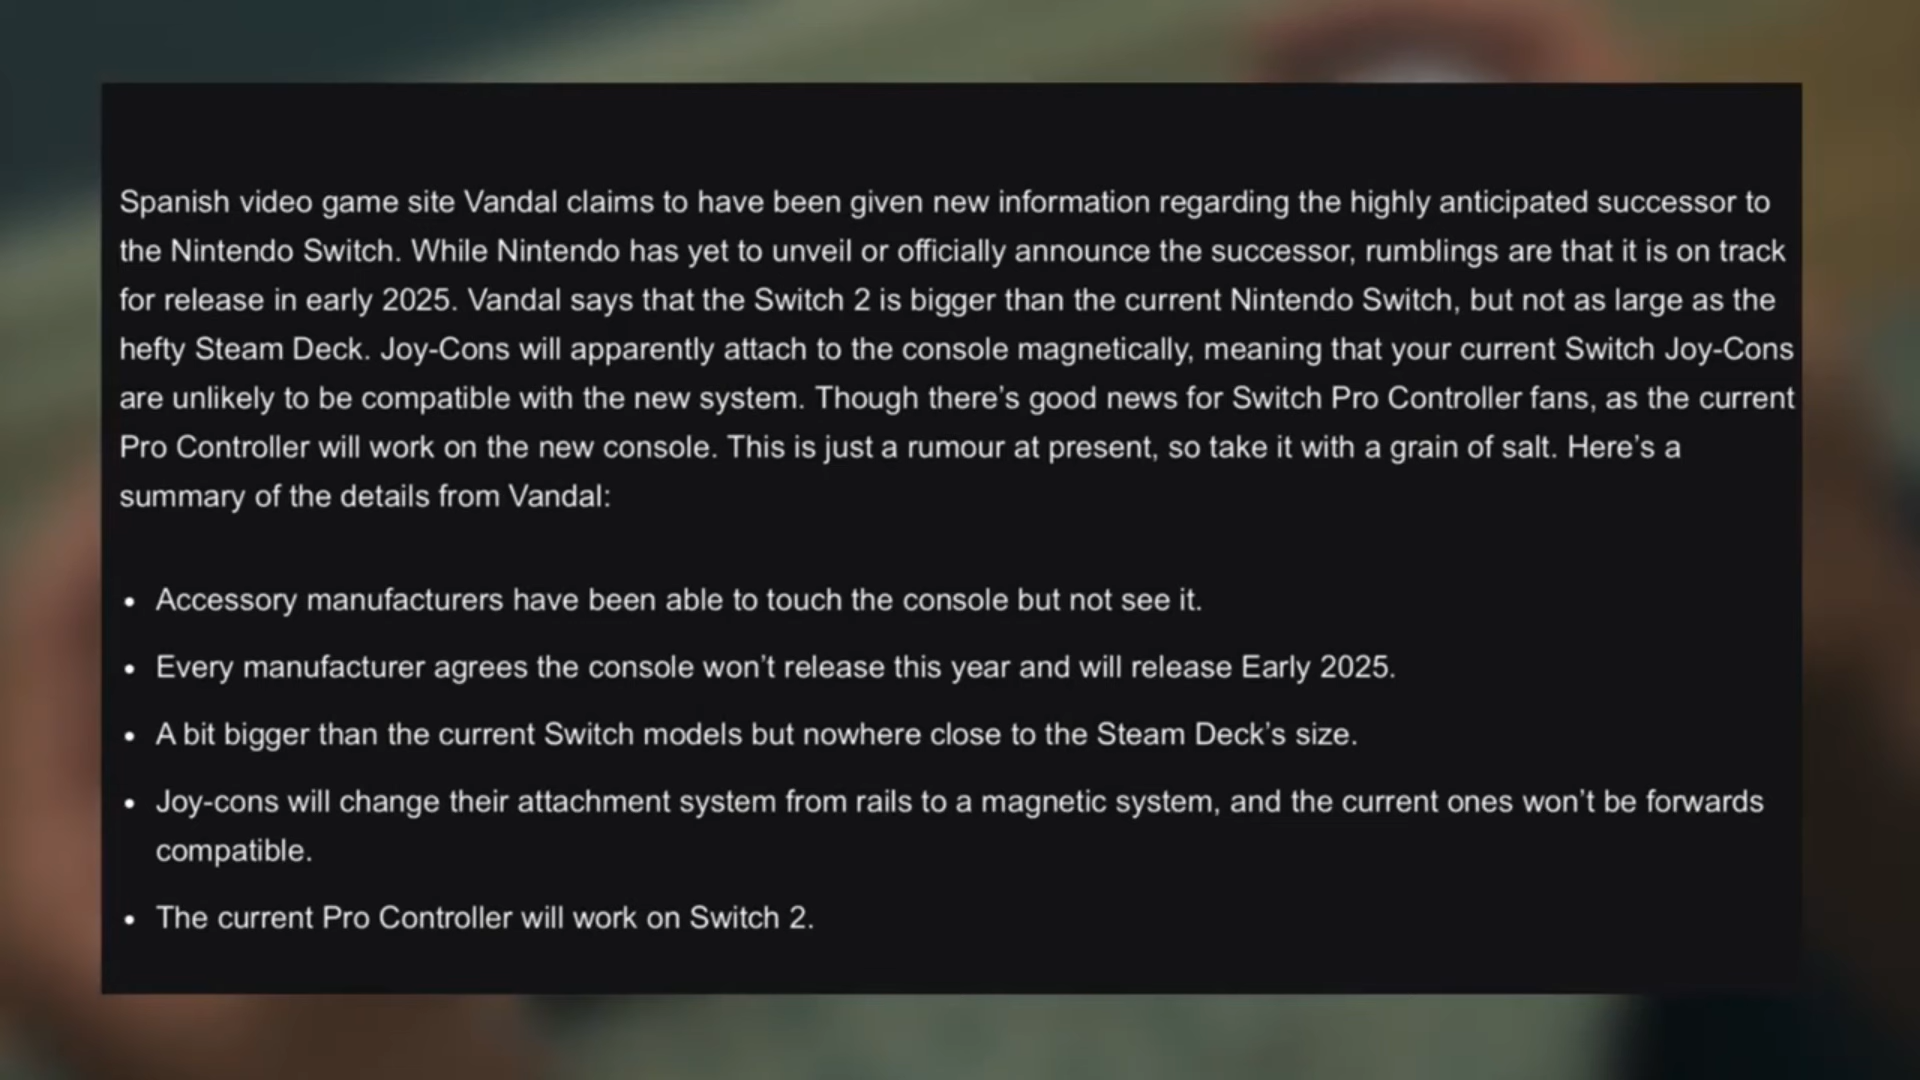 Spanish video game site Vandal claims to have been given new information regarding the highly anticipated successor to
the Nintendo Switch. While Nintendo has yet to unveil or officially announce the successor, rumblings are that it is on track
for release in early 2025. Vandal says that the Switch 2 is bigger than the current Nintendo Switch, but not as large as the
hefty Steam Deck. Joy-Cons will apparently attach to the console magnetically, meaning that your current Switch Joy-Cons
are unlikely to be compatible with the new system. Though there’s good news for Switch Pro Controller fans, as the current
Pro Controller will work on the new console. This is just a rumour at present, so take it with a grain of salt. Here’s a
summary of the details from Vandal:
• Accessory manufacturers have been able to touch the console but not see it.
• Every manufacturer agrees the console won’t release this year and will release Early 2025.
• A bit bigger than the current Switch models but nowhere close to the Steam Deck’s size.
• Joy-cons will change their attachment system from rails to a magnetic system, and the current ones won’t be forwards
compatible.
• The current Pro Controller will work on Switch 2.